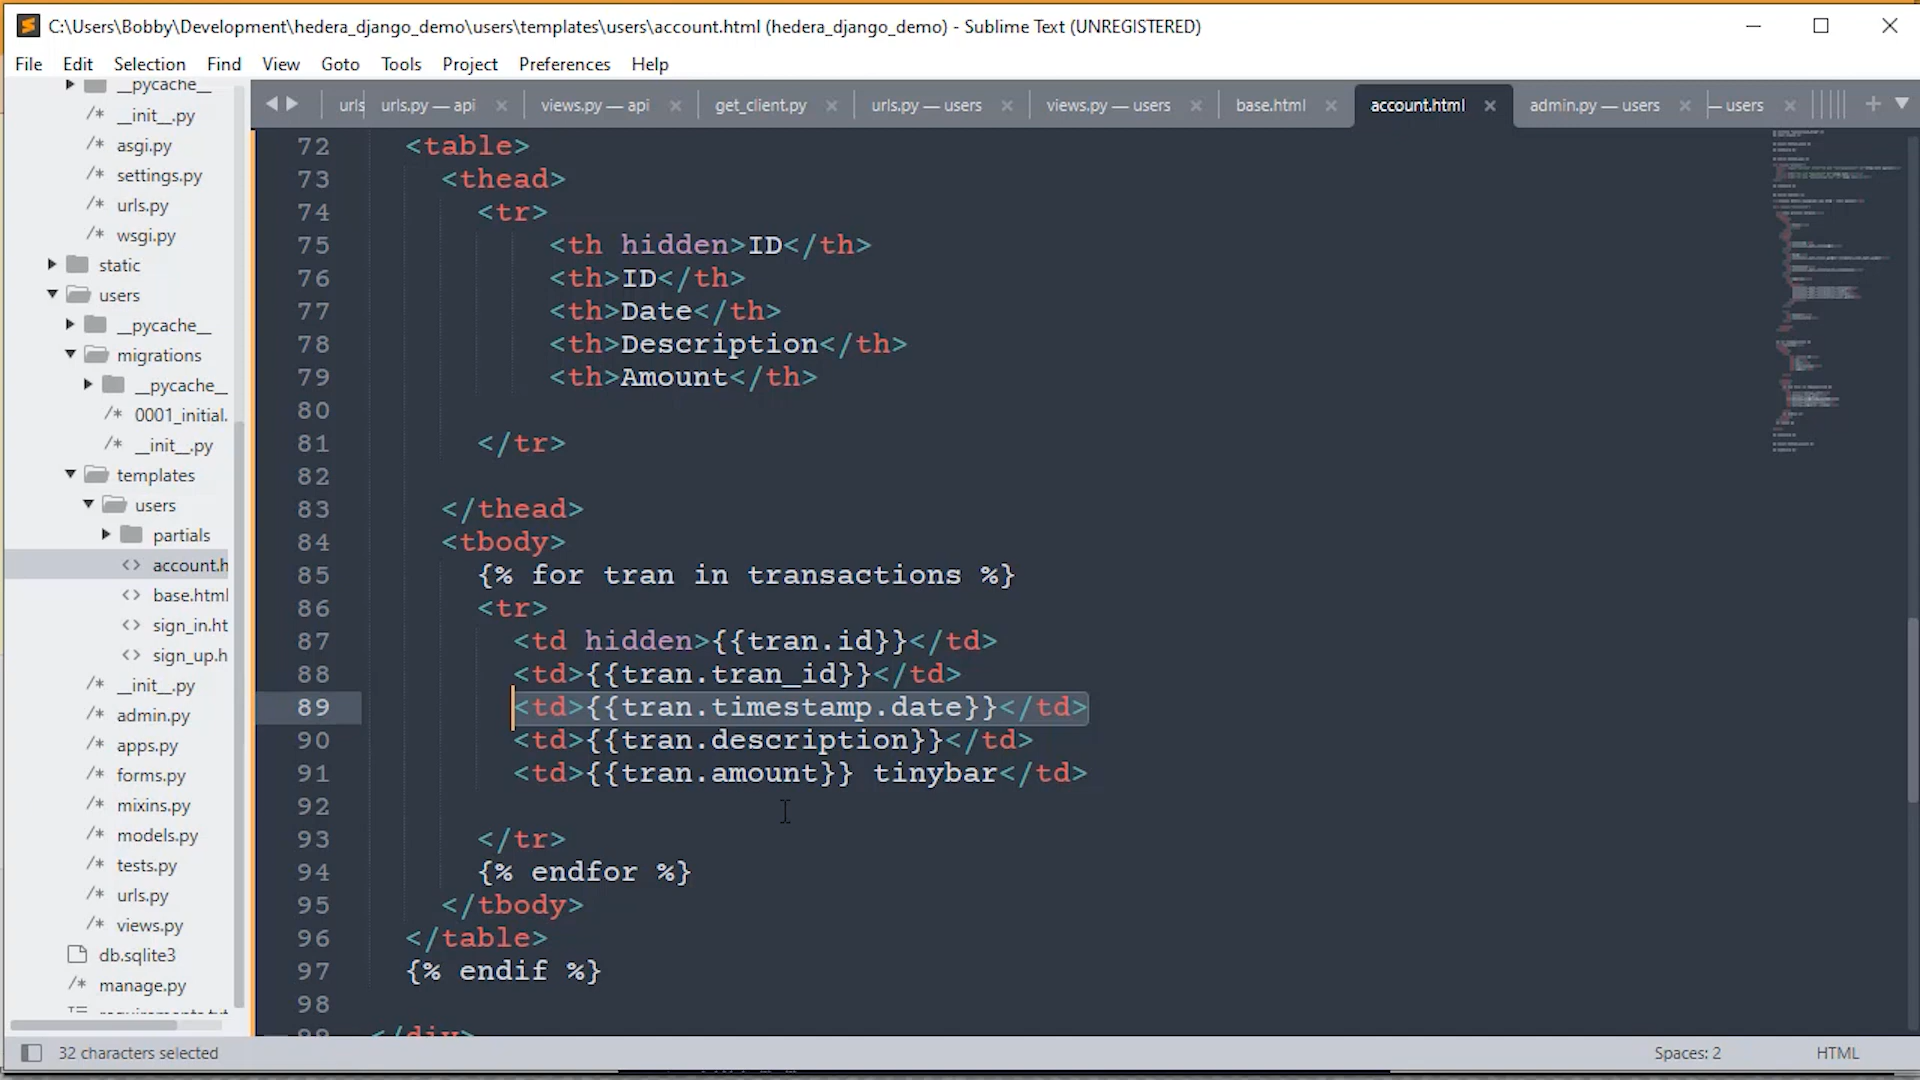 C:\Users\Bobby\Development\hedera_django_demo\users\templates\users\account.html (hedera_django_demo) - Sublime Text (UNREGISTERED)
File Edit Selection Find View Goto Tools Project Preferences Help
urls urls.py — api views.py — api get_client.py urls.py — users views.py — users base.html account.html admin.py — users — users
__pycache__
__init__.py
asgi.py
settings.py
urls.py
wsgi.py
static
users
__pycache__
migrations
__pycache__
0001_initial.
__init__.py
templates
users
partials
account.h
base.html
sign_in.ht
sign_up.h
__init__.py
admin.py
apps.py
forms.py
mixins.py
models.py
tests.py
urls.py
views.py
db.sqlite3
manage.py
72 <table>
73 <thead>
74 <tr>
75 <th hidden>ID</th>
76 <th>ID</th>
77 <th>Date</th>
78 <th>Description</th>
79 <th>Amount</th>
80
81 </tr>
82
83 </thead>
84 <tbody>
85 {% for tran in transactions %}
86 <tr>
87 <td hidden>{{tran.id}}</td>
88 <td>{{tran.tran_id}}</td>
89 <td>{{tran.timestamp.date}}</td>
90 <td>{{tran.description}}</td>
91 <td>{{tran.amount}} tinybar</td>
92
93 </tr>
94 {% endfor %}
95 </tbody>
96 </table>
97 {% endif %}
98
32 characters selected Spaces: 2 HTML